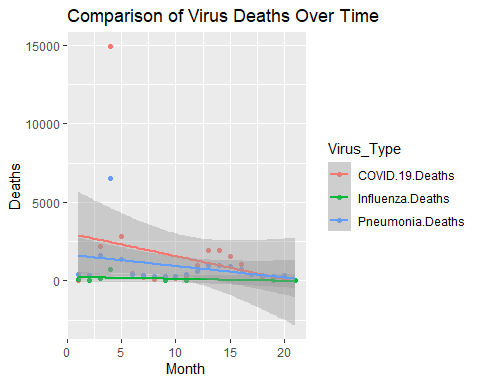 Comparison of Virus Deaths Over Time
15000
10000
5000
0
Deaths
0 5 10 15 20
Month
Virus_Type
COVID.19.Deaths
Influenza.Deaths
Pneumonia.Deaths